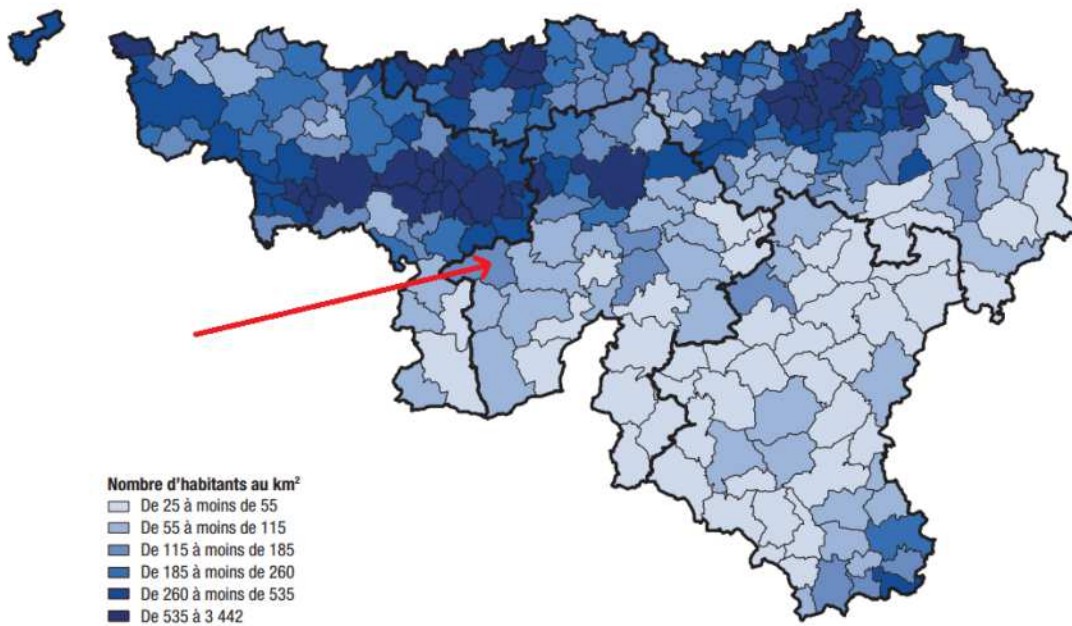 Nombre d'habitants au km²
De 25 à moins de 55
De 55 à moins de 115
De 115 à moins de 185
De 185 à moins de 260
De 260 à moins de 535
De 535 à 3 442